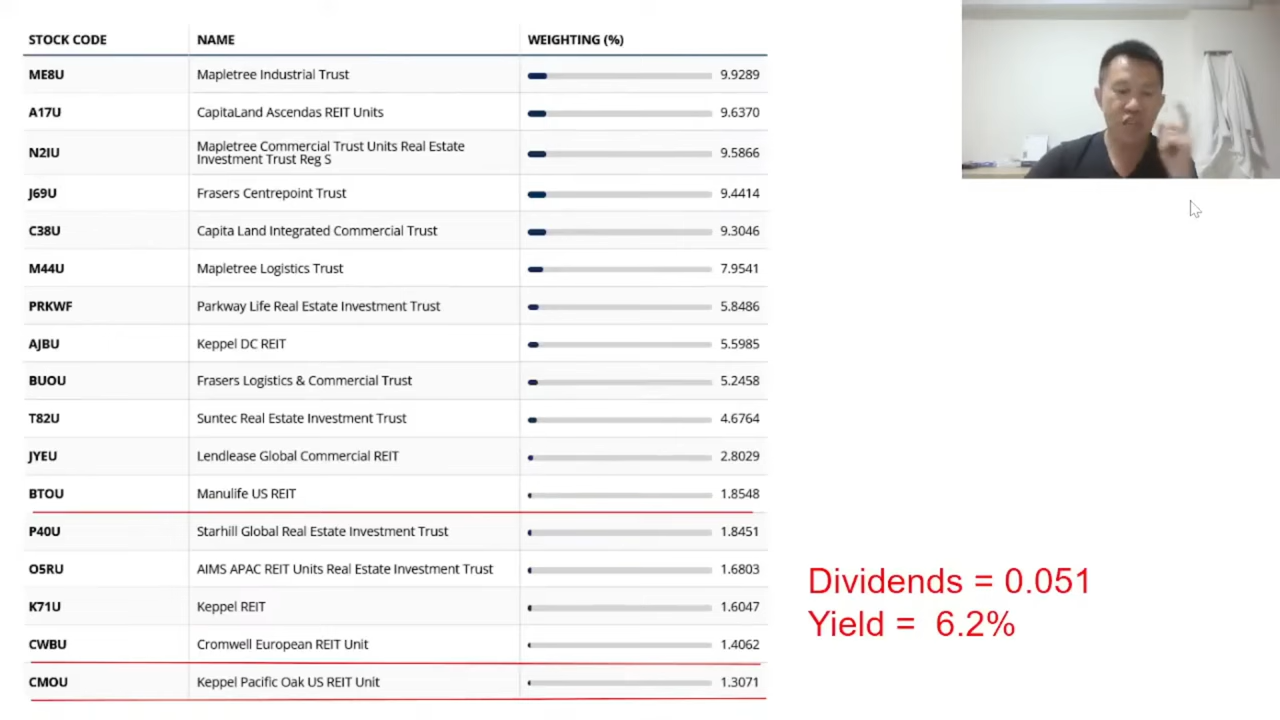 STOCK CODE NAME WEIGHTING (%)
ME8U Mapletree Industrial Trust 9.9289
A17U CapitaLand Ascendas REIT Units 9.6370
N2IU Mapletree Commercial Trust Units Real Estate Investment Trust Reg S 9.5866
J69U Frasers Centrepoint Trust 9.4414
C38U Capita Land Integrated Commercial Trust 9.3046
M44U Mapletree Logistics Trust 7.9541
PRKWF Parkway Life Real Estate Investment Trust 5.8486
AJBU Keppel DC REIT 5.5985
BUOU Frasers Logistics & Commercial Trust 5.2458
T82U Suntec Real Estate Investment Trust 4.6764
JYEU Lendlease Global Commercial REIT 2.8029
BTOU Manulife US REIT 1.8548
P40U Starhill Global Real Estate Investment Trust 1.8451
O5RU AIMS APAC REIT Units Real Estate Investment Trust 1.6803
K71U Keppel REIT 1.6047
CWBU Cromwell European REIT Unit 1.4062
CMOU Keppel Pacific Oak US REIT Unit 1.3071
Dividends = 0.051
Yield = 6.2%